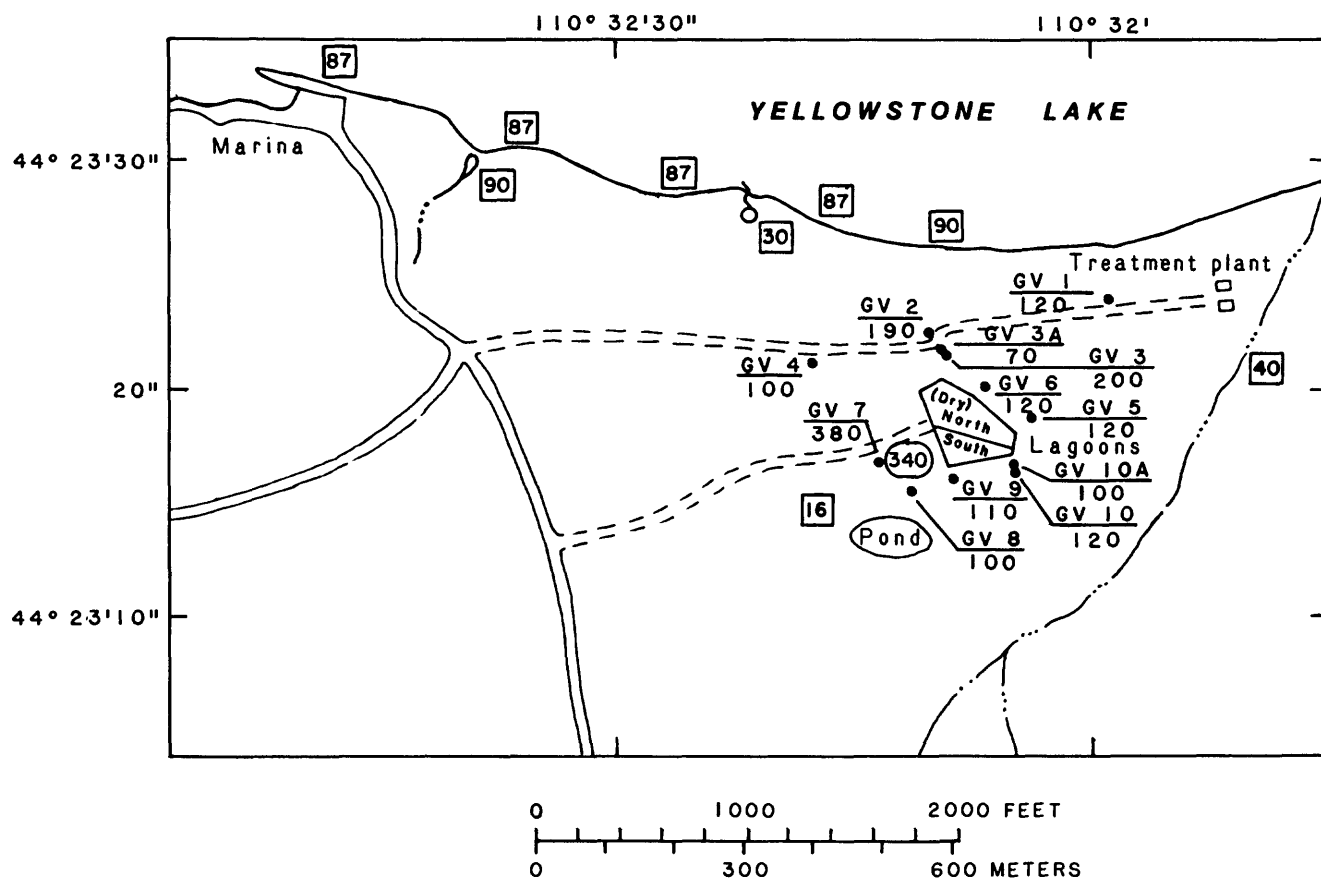 110° 32'30" 110° 32'
87
YELLOWSTONE LAKE
87
Marina
44° 23'30"
87
90
87
30
90
Treatment plant
GV 1
120
GV 2
190
GV 3A
70
GV 3
200
GV 4
100
40
20"
GV 6
120
GV 5
120
(Dry)
North
South
Lagoons
GV 7
380
340
GV 10A
100
GV 9
110
GV 10
120
16
Pond
GV 8
100
44° 23'10"
0 1000 2000 FEET
0 300 600 METERS